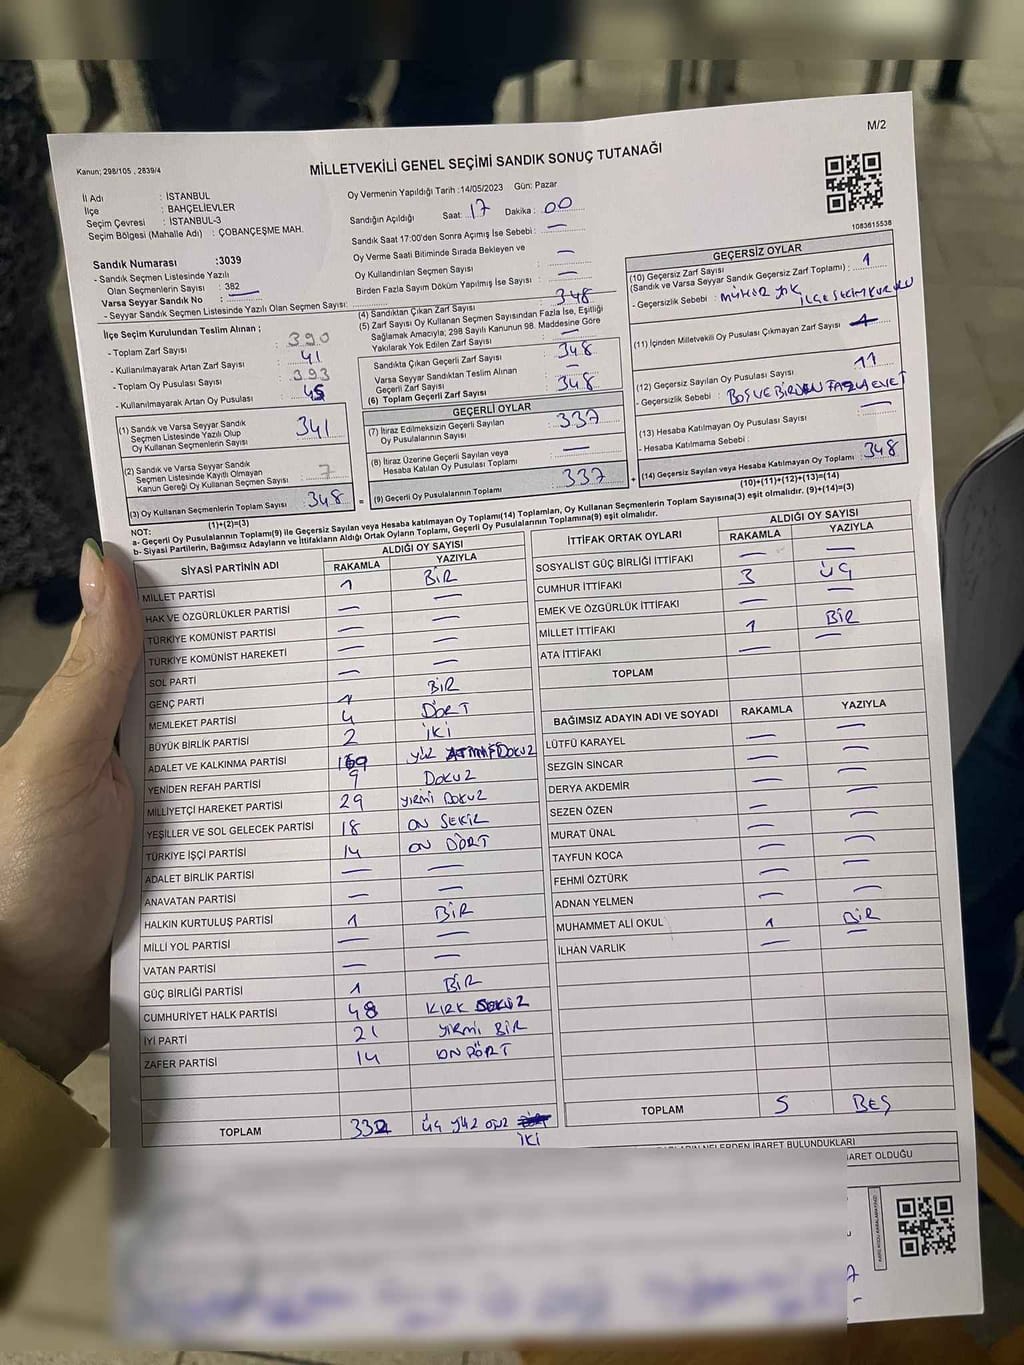 M/2
Kanun; 298/105 , 2839/4
MİLLETVEKİLİ GENEL SEÇİMİ SANDIK SONUÇ TUTANAĞI
İl Adı : İSTANBUL
İlçe : BAHÇELİEVLER
Seçim Çevresi : İSTANBUL-3
Seçim Bölgesi (Mahalle Adı) : ÇOBANÇEŞME MAH.
Sandık Numarası :3039
- Sandık Seçmen Listesinde Yazılı
Olan Seçmenlerin Sayısı : 382
Varsa Seyyar Sandık No :
- Seyyar Sandık Seçmen Listesinde Yazılı Olan Seçmen Sayısı:
Oy Vermenin Yapıldığı Tarih :14/05/2023 Gün: Pazar
Sandığın Açıldığı Saat: 17 Dakika : 00
Sandık Saat 17:00'den Sonra Açımış İse Sebebi : —
Oy Verme Saati Bitiminde Sırada Bekleyen ve
Oy Kullandırılan Seçmen Sayısı : —
Birden Fazla Sayım Döküm Yapılmış İse Sayısı : —
1083615538
İlçe Seçim Kurulundan Teslim Alınan ;
- Toplam Zarf Sayısı : 390
- Kullanılmayarak Artan Zarf Sayısı : 41
- Toplam Oy Pusulası Sayısı : 393
- Kullanılmayarak Artan Oy Pusulası : 45
(1) Sandık ve Varsa Seyyar Sandık
Seçmen Listesinde Yazılı Olup
Oy Kullanan Seçmenlerin Sayısı : 341
(2) Sandık ve Varsa Seyyar Sandık
Seçmen Listesinde Kayıtlı Olmayan
Kanun Gereği Oy Kullanan Seçmen Sayısı : 7
(3) Oy Kullanan Seçmenlerin Toplam Sayısı : 348
(1)+(2)=(3)
(4) Sandıktan Çıkan Zarf Sayısı : 348
(5) Zarf Sayısı Oy Kullanan Seçmen Sayısından Fazla İse, Eşitliği
Sağlamak Amacıyla; 298 Sayılı Kanunun 98. Maddesine Göre
Yakılarak Yok Edilen Zarf Sayısı : —
Sandıkta Çıkan Geçerli Zarf Sayısı : 348
Varsa Seyyar Sandıktan Teslim Alınan
Geçerli Zarf Sayısı : —
(6) Toplam Geçerli Zarf Sayısı : 348
GEÇERLİ OYLAR
(7) İtiraz Edilmeksizin Geçerli Sayılan
Oy Pusulalarının Sayısı : 337
(8) İtiraz Üzerine Geçerli Sayılan veya
Hesaba Katılan Oy Pusulası Toplamı : —
(9) Geçerli Oy Pusulalarının Toplamı : 337
GEÇERSİZ OYLAR
(10) Geçersiz Zarf Sayısı
(Sandık ve Varsa Seyyar Sandık Geçersiz Zarf Toplamı) : 1
- Geçersizlik Sebebi : MÜHÜR YOK İLÇE SEÇİM KURULU
(11) İçinden Milletvekili Oy Pusulası Çıkmayan Zarf Sayısı :
(12) Geçersiz Sayılan Oy Pusulası Sayısı : 11
- Geçersizlik Sebebi : BOŞ VE BİRDEN FAZLA EVET
(13) Hesaba Katılmayan Oy Pusulası Sayısı : —
- Hesaba Katılmama Sebebi :
(14) Geçersiz Sayılan veya Hesaba Katılmayan Oy Toplamı : 348
(10)+(11)+(12)+(13)=(14)
NOT:
a- Geçerli Oy Pusulalarının Toplamı(9) ile Geçersiz Sayılan veya Hesaba katılmayan Oy Toplamı(14) Toplamları, Oy Kullanan Seçmenlerin Toplam Sayısına(3) eşit olmalıdır. (9)+(14)=(3)
b- Siyasi Partilerin, Bağımsız Adayların ve İttifakların Aldığı Ortak Oyların Toplamı, Geçerli Oy Pusulalarının Toplamına(9) eşit olmalıdır.
SİYASİ PARTİNİN ADI ALDIĞI OY SAYISI
RAKAMLA YAZIYLA
MİLLET PARTİSİ 1 BİR
HAK VE ÖZGÜRLÜKLER PARTİSİ — —
TÜRKİYE KOMÜNİST PARTİSİ — —
TÜRKİYE KOMÜNİST HAREKETİ — —
SOL PARTİ — —
GENÇ PARTİ 1 BİR
MEMLEKET PARTİSİ 4 DÖRT
BÜYÜK BİRLİK PARTİSİ 2 İKİ
ADALET VE KALKINMA PARTİSİ 169 YÜZ ATMIŞ DOKUZ
YENİDEN REFAH PARTİSİ 9 DOKUZ
MİLLİYETÇİ HAREKET PARTİSİ 29 YİRMİ DOKUZ
YEŞİLLER VE SOL GELECEK PARTİSİ 18 ON SEKİZ
TÜRKİYE İŞÇİ PARTİSİ 14 ON DÖRT
ADALET BİRLİK PARTİSİ — —
ANAVATAN PARTİSİ — —
HALKIN KURTULUŞ PARTİSİ 1 BİR
MİLLİ YOL PARTİSİ — —
VATAN PARTİSİ — —
GÜÇ BİRLİĞİ PARTİSİ 1 BİR
CUMHURİYET HALK PARTİSİ 48 KIRK SEKİZ
İYİ PARTİ 21 YİRMİ BİR
ZAFER PARTİSİ 14 ON DÖRT
TOPLAM 332 ÜÇ YÜZ OTUZ İKİ
İTTİFAK ORTAK OYLARI ALDIĞI OY SAYISI
RAKAMLA YAZIYLA
SOSYALİST GÜÇ BİRLİĞİ İTTİFAKI — —
CUMHUR İTTİFAKI 3 ÜÇ
EMEK VE ÖZGÜRLÜK İTTİFAKI — —
MİLLET İTTİFAKI 1 BİR
ATA İTTİFAKI — —
TOPLAM
BAĞIMSIZ ADAYIN ADI VE SOYADI RAKAMLA YAZIYLA
LÜTFÜ KARAYEL — —
SEZGİN SİNCAR — —
DERYA AKDEMİR — —
SEZEN ÖZEN — —
MURAT ÜNAL — —
TAYFUN KOCA — —
FEHMİ ÖZTÜRK — —
ADNAN YELMEN — —
MUHAMMET ALİ OKUL 1 BİR
İLHAN VARLIK — —
TOPLAM 5 BEŞ
NELERDEN İBARET BULUNDUKLARI
İBARET OLDUĞU